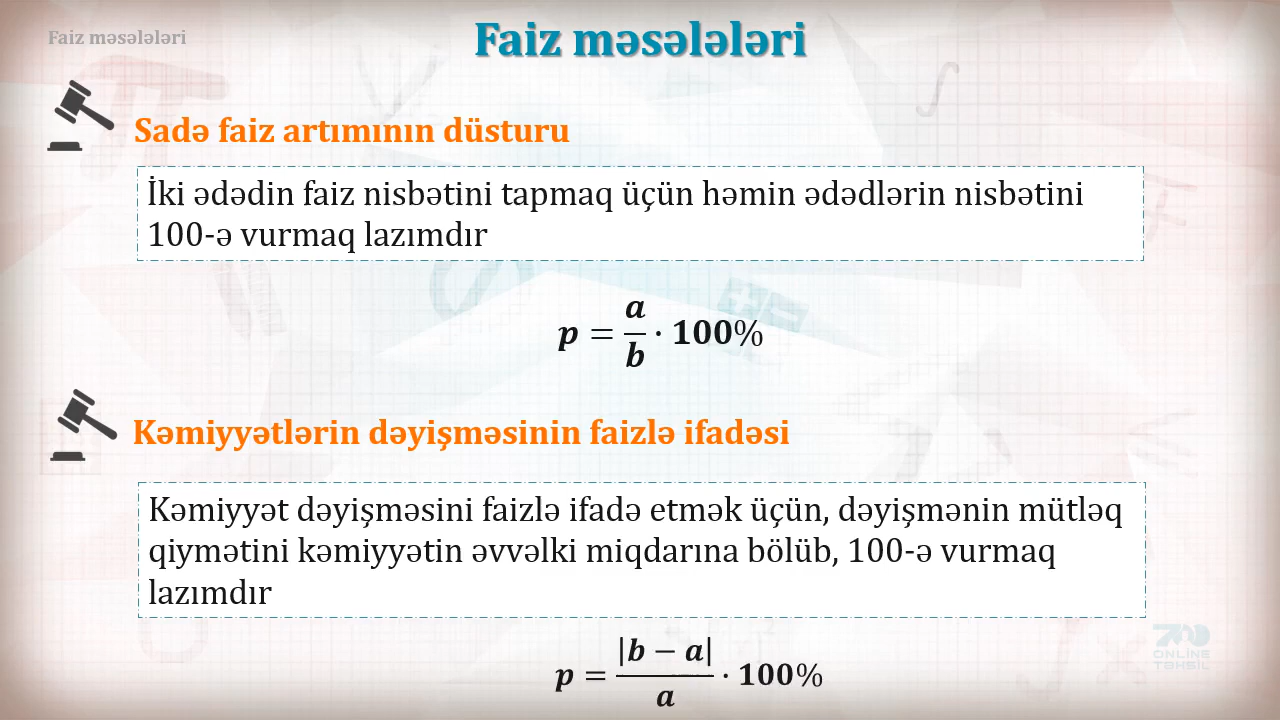 Faiz məsələləri
Faiz məsələləri
Sadə faiz artımının düsturu
İki ədədin faiz nisbətini tapmaq üçün həmin ədədlərin nisbətini
100-ə vurmaq lazımdır
p = a/b · 100%
Kəmiyyətlərin dəyişməsinin faizlə ifadəsi
Kəmiyyət dəyişməsini faizlə ifadə etmək üçün, dəyişmənin mütləq
qiymətini kəmiyyətin əvvəlki miqdarına bölüb, 100-ə vurmaq
lazımdır
p = |b − a|/a · 100%
700
ONLINE
TƏHSİL